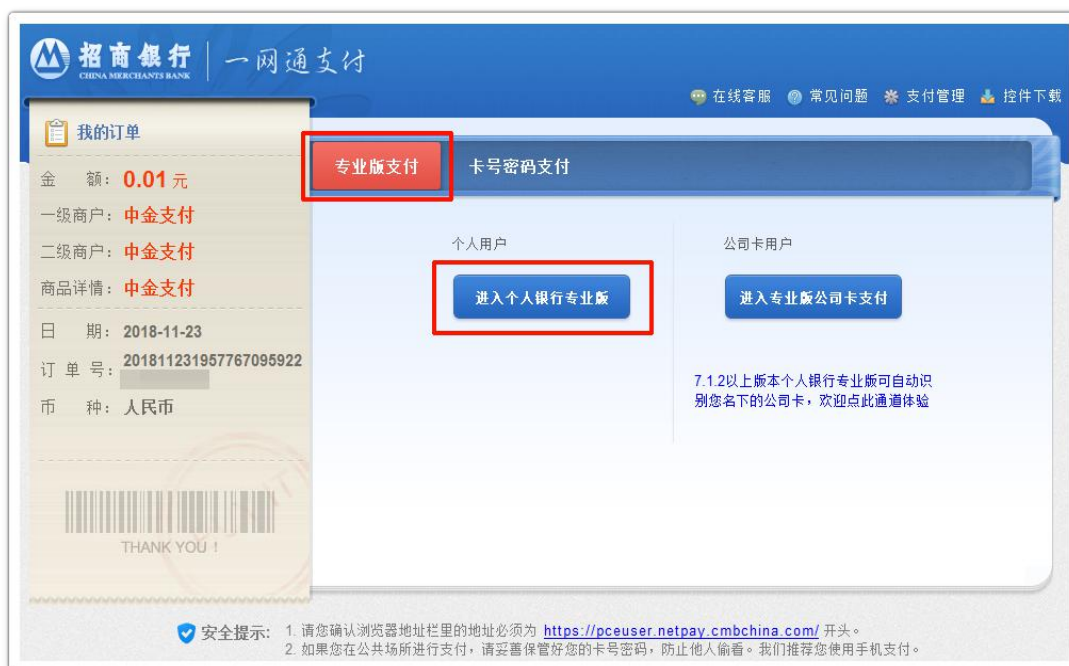 招商银行 一网通支付
CHINA MERCHANTS BANK
在线客服 常见问题 支付管理 控件下载
我的订单
专业版支付 卡号密码支付
金 额: 0.01 元
一级商户: 中金支付
二级商户: 中金支付
商品详情: 中金支付
日 期: 2018-11-23
订 单 号: 201811231957767095922
币 种: 人民币
THANK YOU !
个人用户
进入个人银行专业版
公司卡用户
进入专业版公司卡支付
7.1.2以上版本个人银行专业版可自动识
别您名下的公司卡，欢迎点此通道体验
安全提示: 1. 请您确认浏览器地址栏里的地址必须为 https://pceuser.netpay.cmbchina.com/ 开头。
2. 如果您在公共场所进行支付，请妥善保管好您的卡号密码，防止他人偷看。我们推荐您使用手机支付。